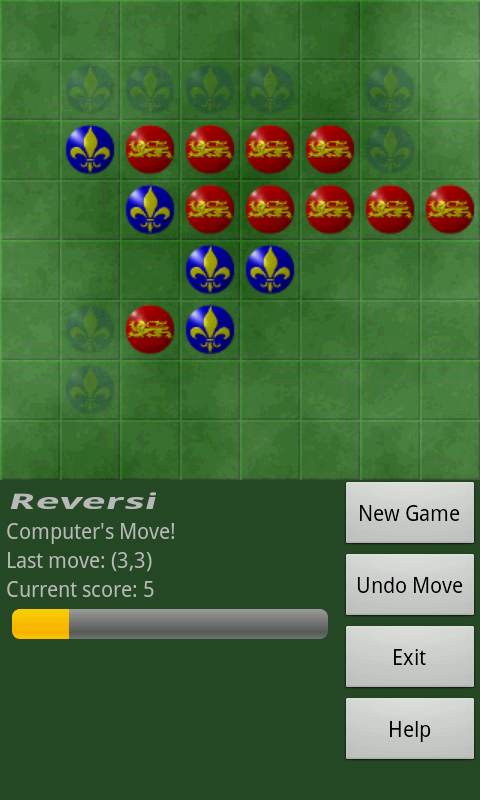 Reversi
Computer's Move!
Last move: (3,3)
Current score: 5
New Game
Undo Move
Exit
Help